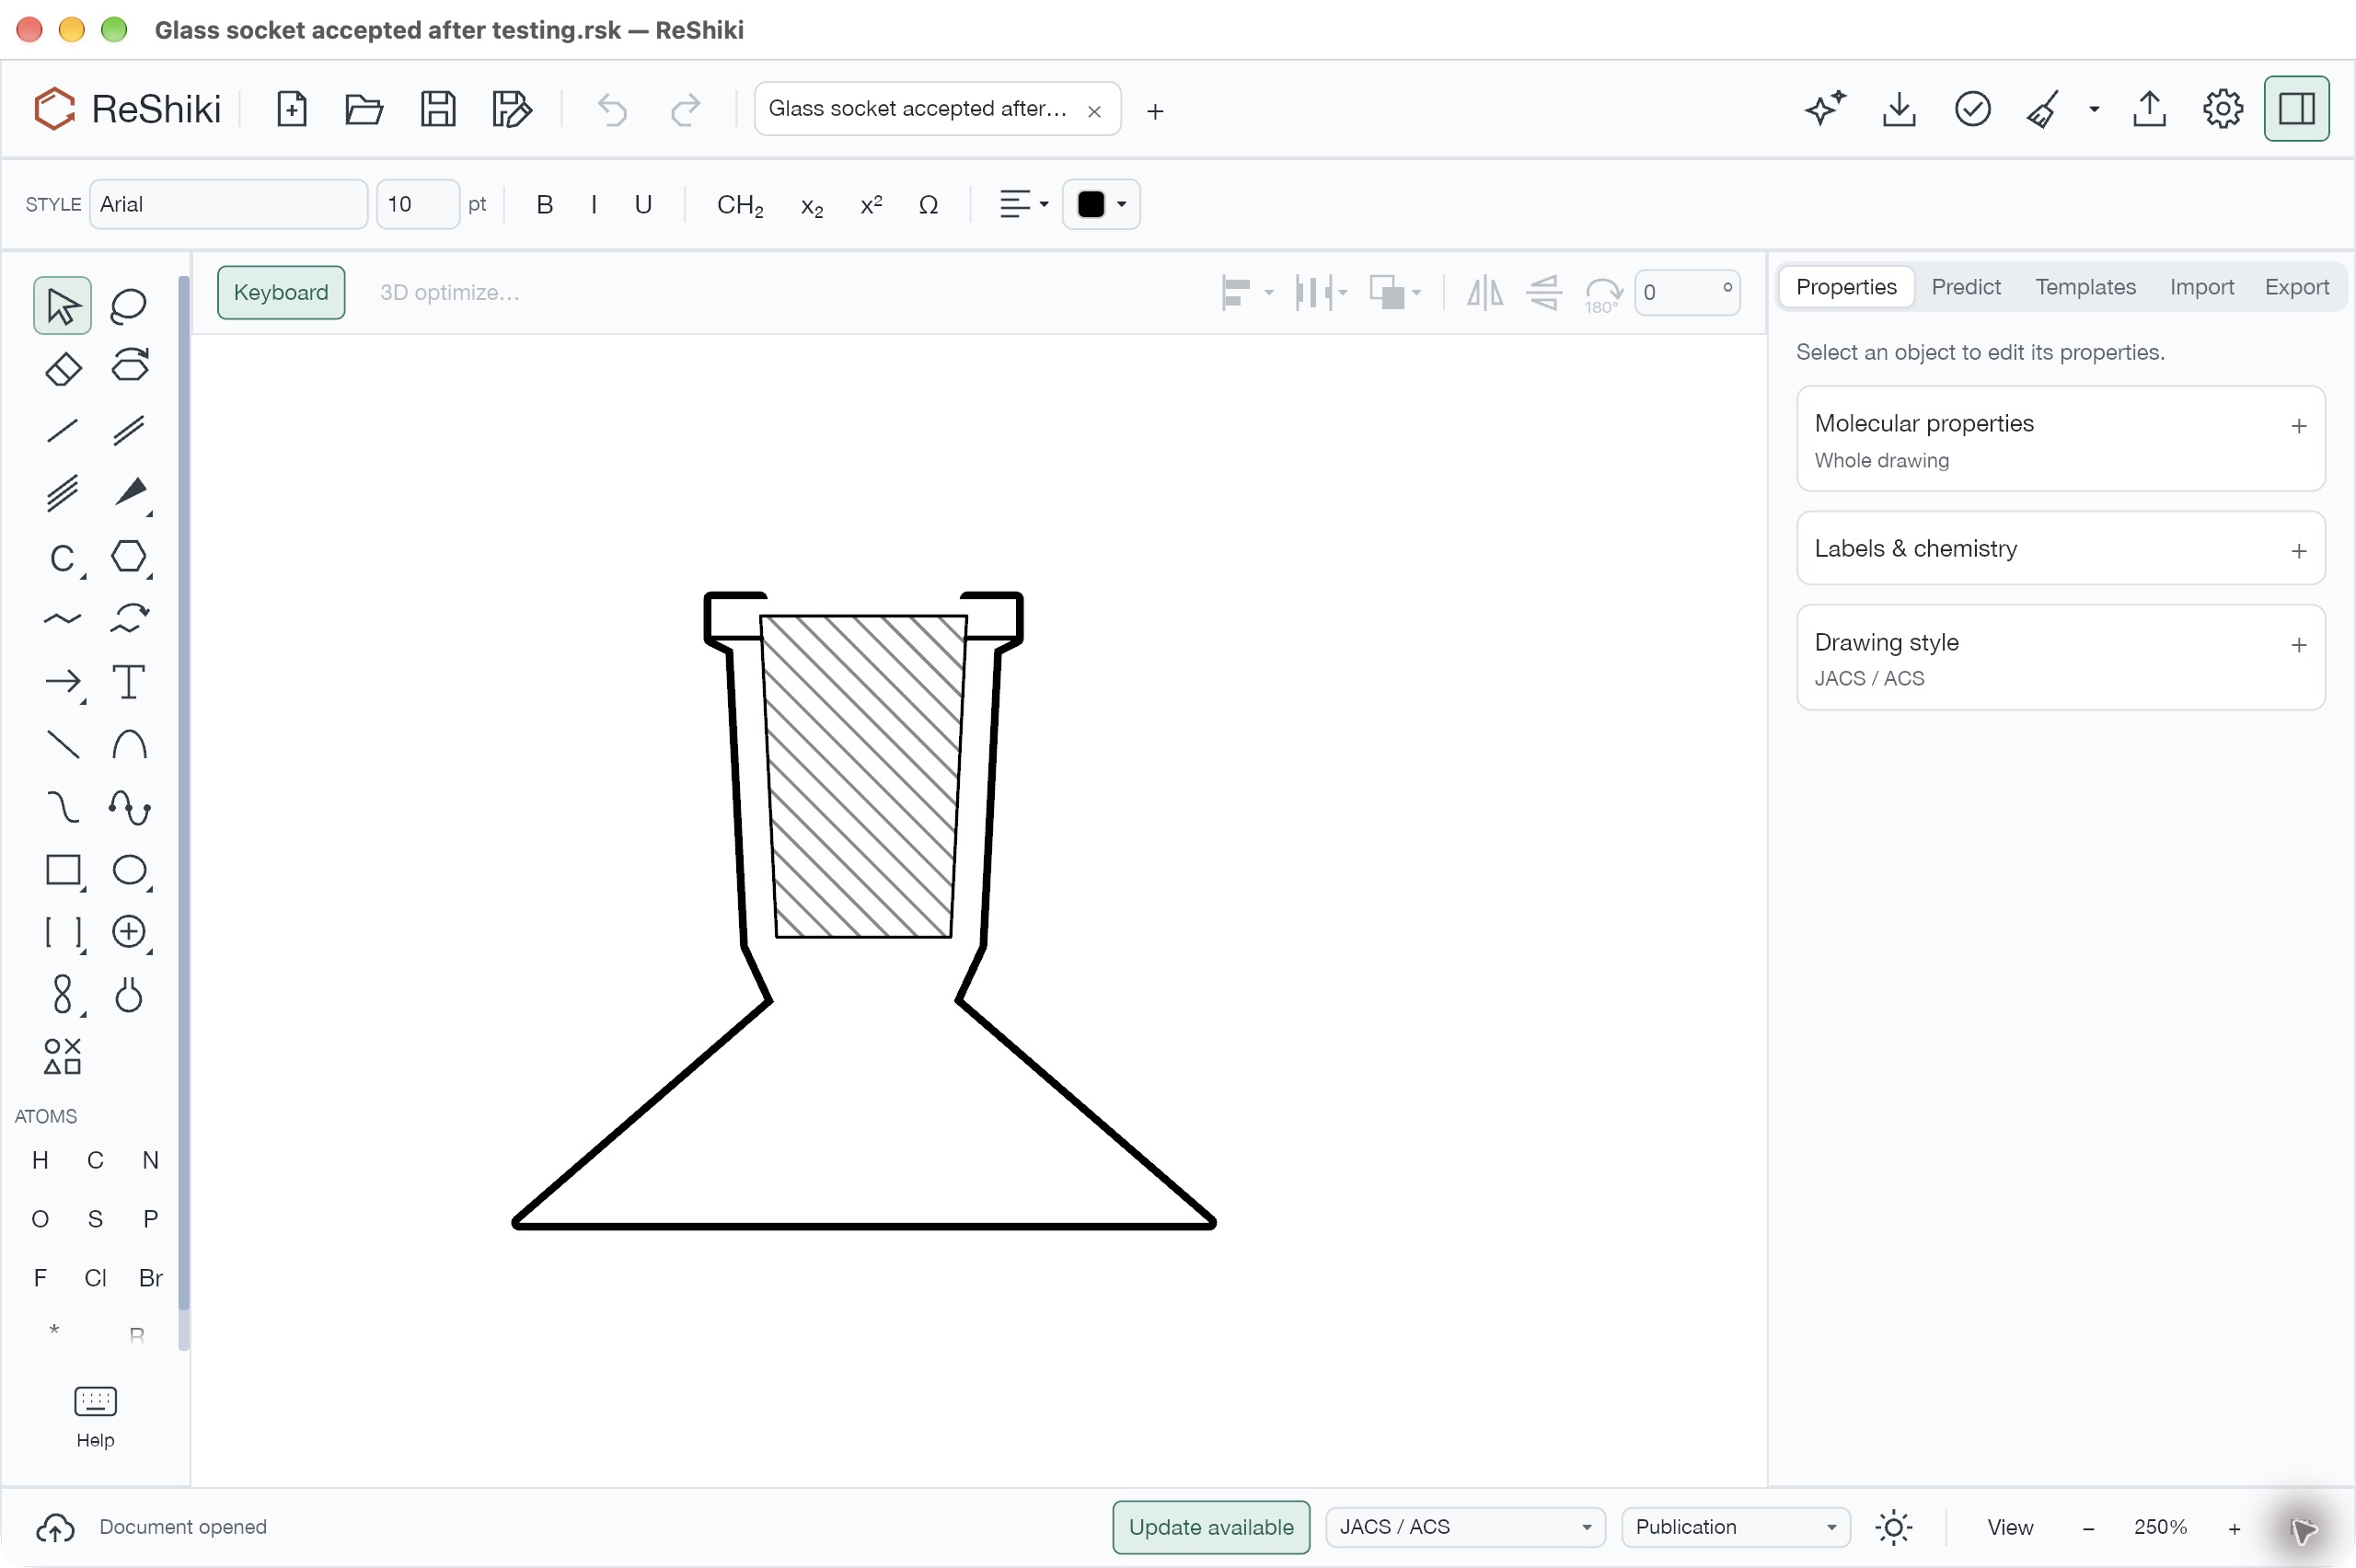 Glass socket accepted after testing.rsk — ReShiki
ReShiki
Glass socket accepted after... × +
STYLE Arial 10 pt B I U CH₂ x₂ x² Ω
Keyboard 3D optimize... 180° 0 °
Properties Predict Templates Import Export
Select an object to edit its properties.
Molecular properties +
Whole drawing
Labels & chemistry +
Drawing style +
JACS / ACS
C
T
ATOMS
H C N
O S P
F Cl Br
* R
Help
Document opened Update available JACS / ACS Publication View − 250% +